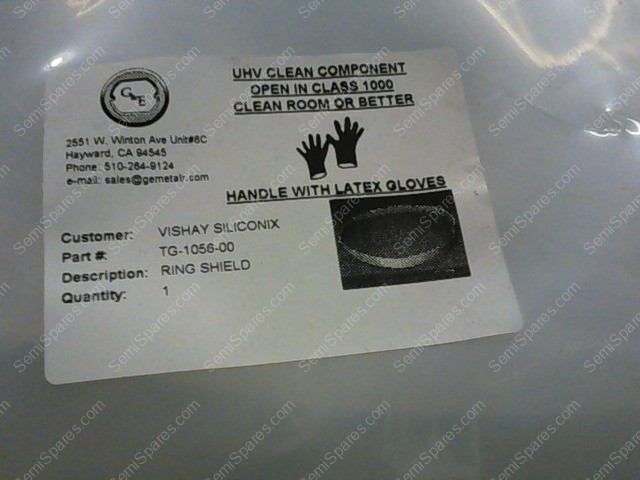 G&E
2551 W. Winton Ave Unit#6C
Hayward, CA 94545
Phone: 510-264-9124
e-mail: sales@gemetalr.com
UHV CLEAN COMPONENT
OPEN IN CLASS 1000
CLEAN ROOM OR BETTER
HANDLE WITH LATEX GLOVES
Customer: VISHAY SILICONIX
Part #: TG-1056-00
Description: RING SHIELD
Quantity: 1
SemiSpares.com